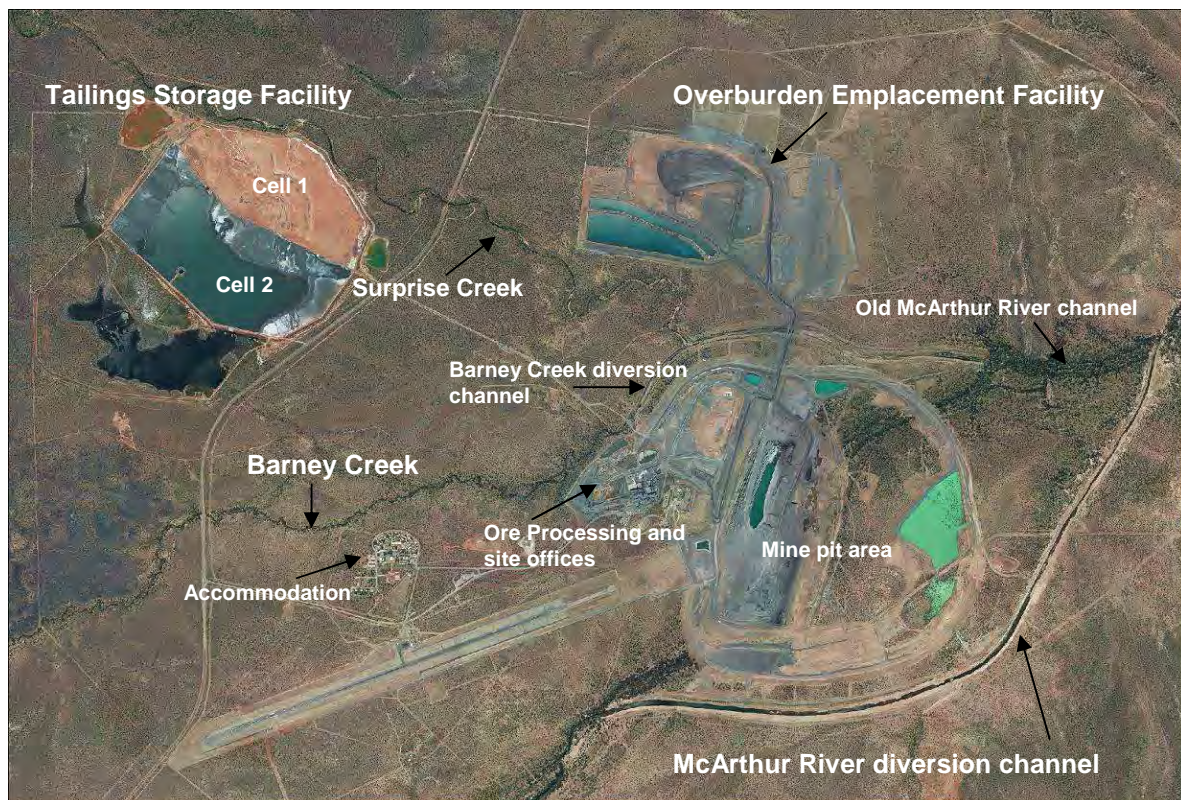 Tailings Storage Facility
Overburden Emplacement Facility
Cell 1
Cell 2
Surprise Creek
Old McArthur River channel
Barney Creek diversion
channel
Barney Creek
Ore Processing and
site offices
Mine pit area
Accommodation
McArthur River diversion channel